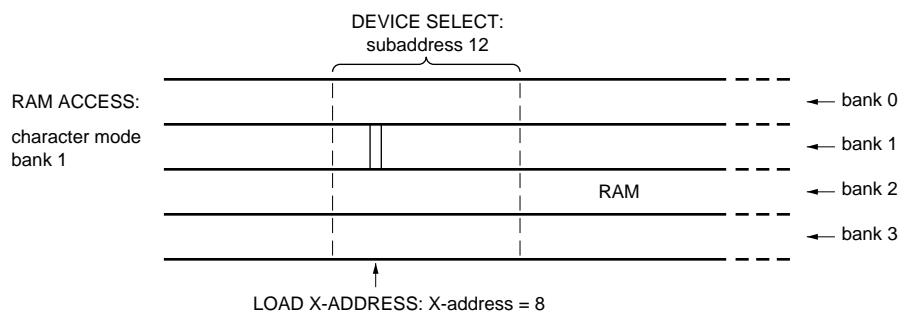 DEVICE SELECT:
subaddress 12
RAM ACCESS:
bank 0
character mode
bank 1
bank 1
RAM
bank 2
bank 3
LOAD X-ADDRESS: X-address = 8